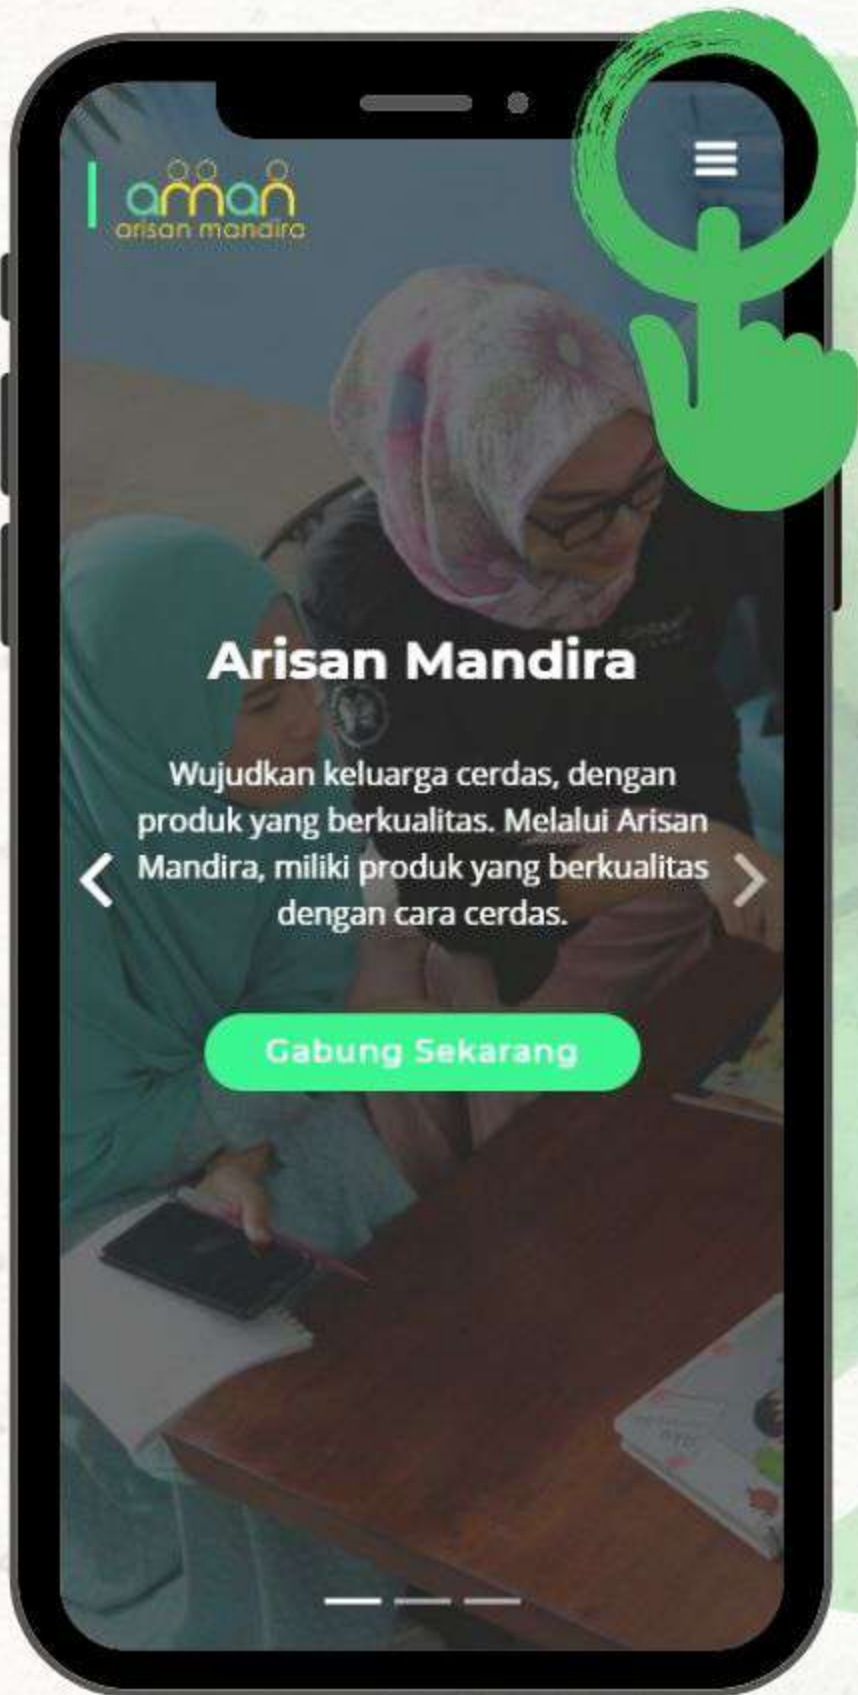 aman
arisan mandira
Arisan Mandira
Wujudkan keluarga cerdas, dengan
produk yang berkualitas. Melalui Arisan
Mandira, miliki produk yang berkualitas
dengan cara cerdas.
Gabung Sekarang